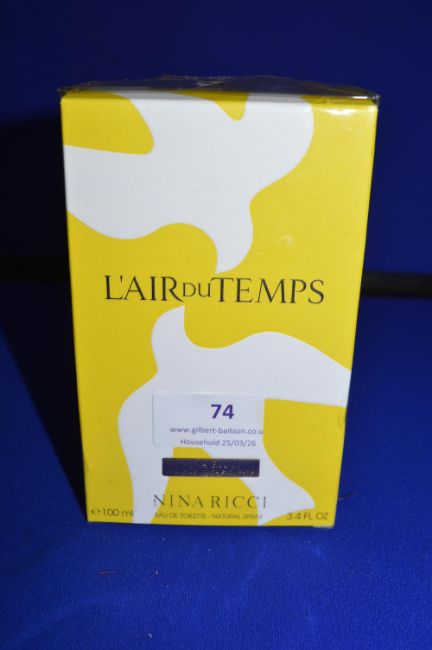 L'AIR DU TEMPS
74
www.gilbert-baitson.co.u
Household 25/03/26
NINA RICCI
℮ 100 ml EAU DE TOILETTE - NATURAL SPRAY 3.4 FL OZ